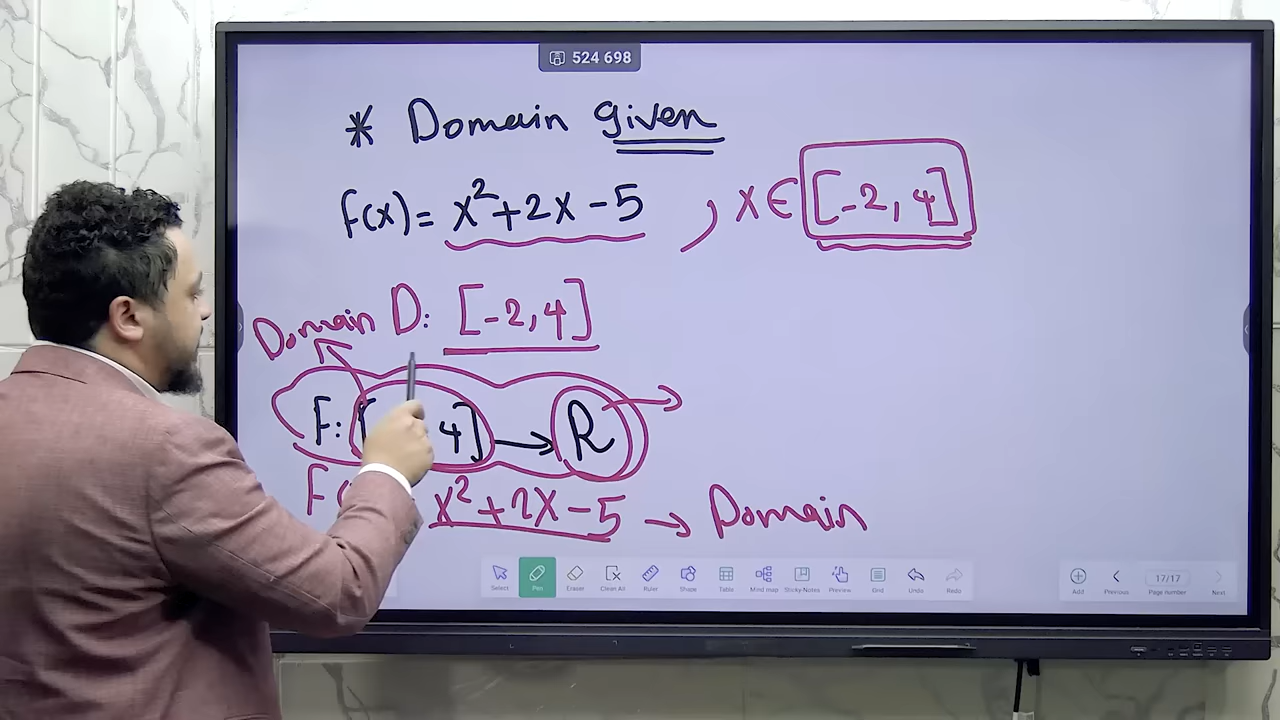 524 698
* Domain given
f(x) = x²+2x-5 , x∈ [-2, 4]
Domain D: [-2, 4]
F: [ 4] → R
F( x²+2x-5 → Domain
Select Pen Eraser Clean All Ruler Shape Table Mind map Sticky-Notes Preview Grid Undo Redo
Add Previous 17/17 Page number Next